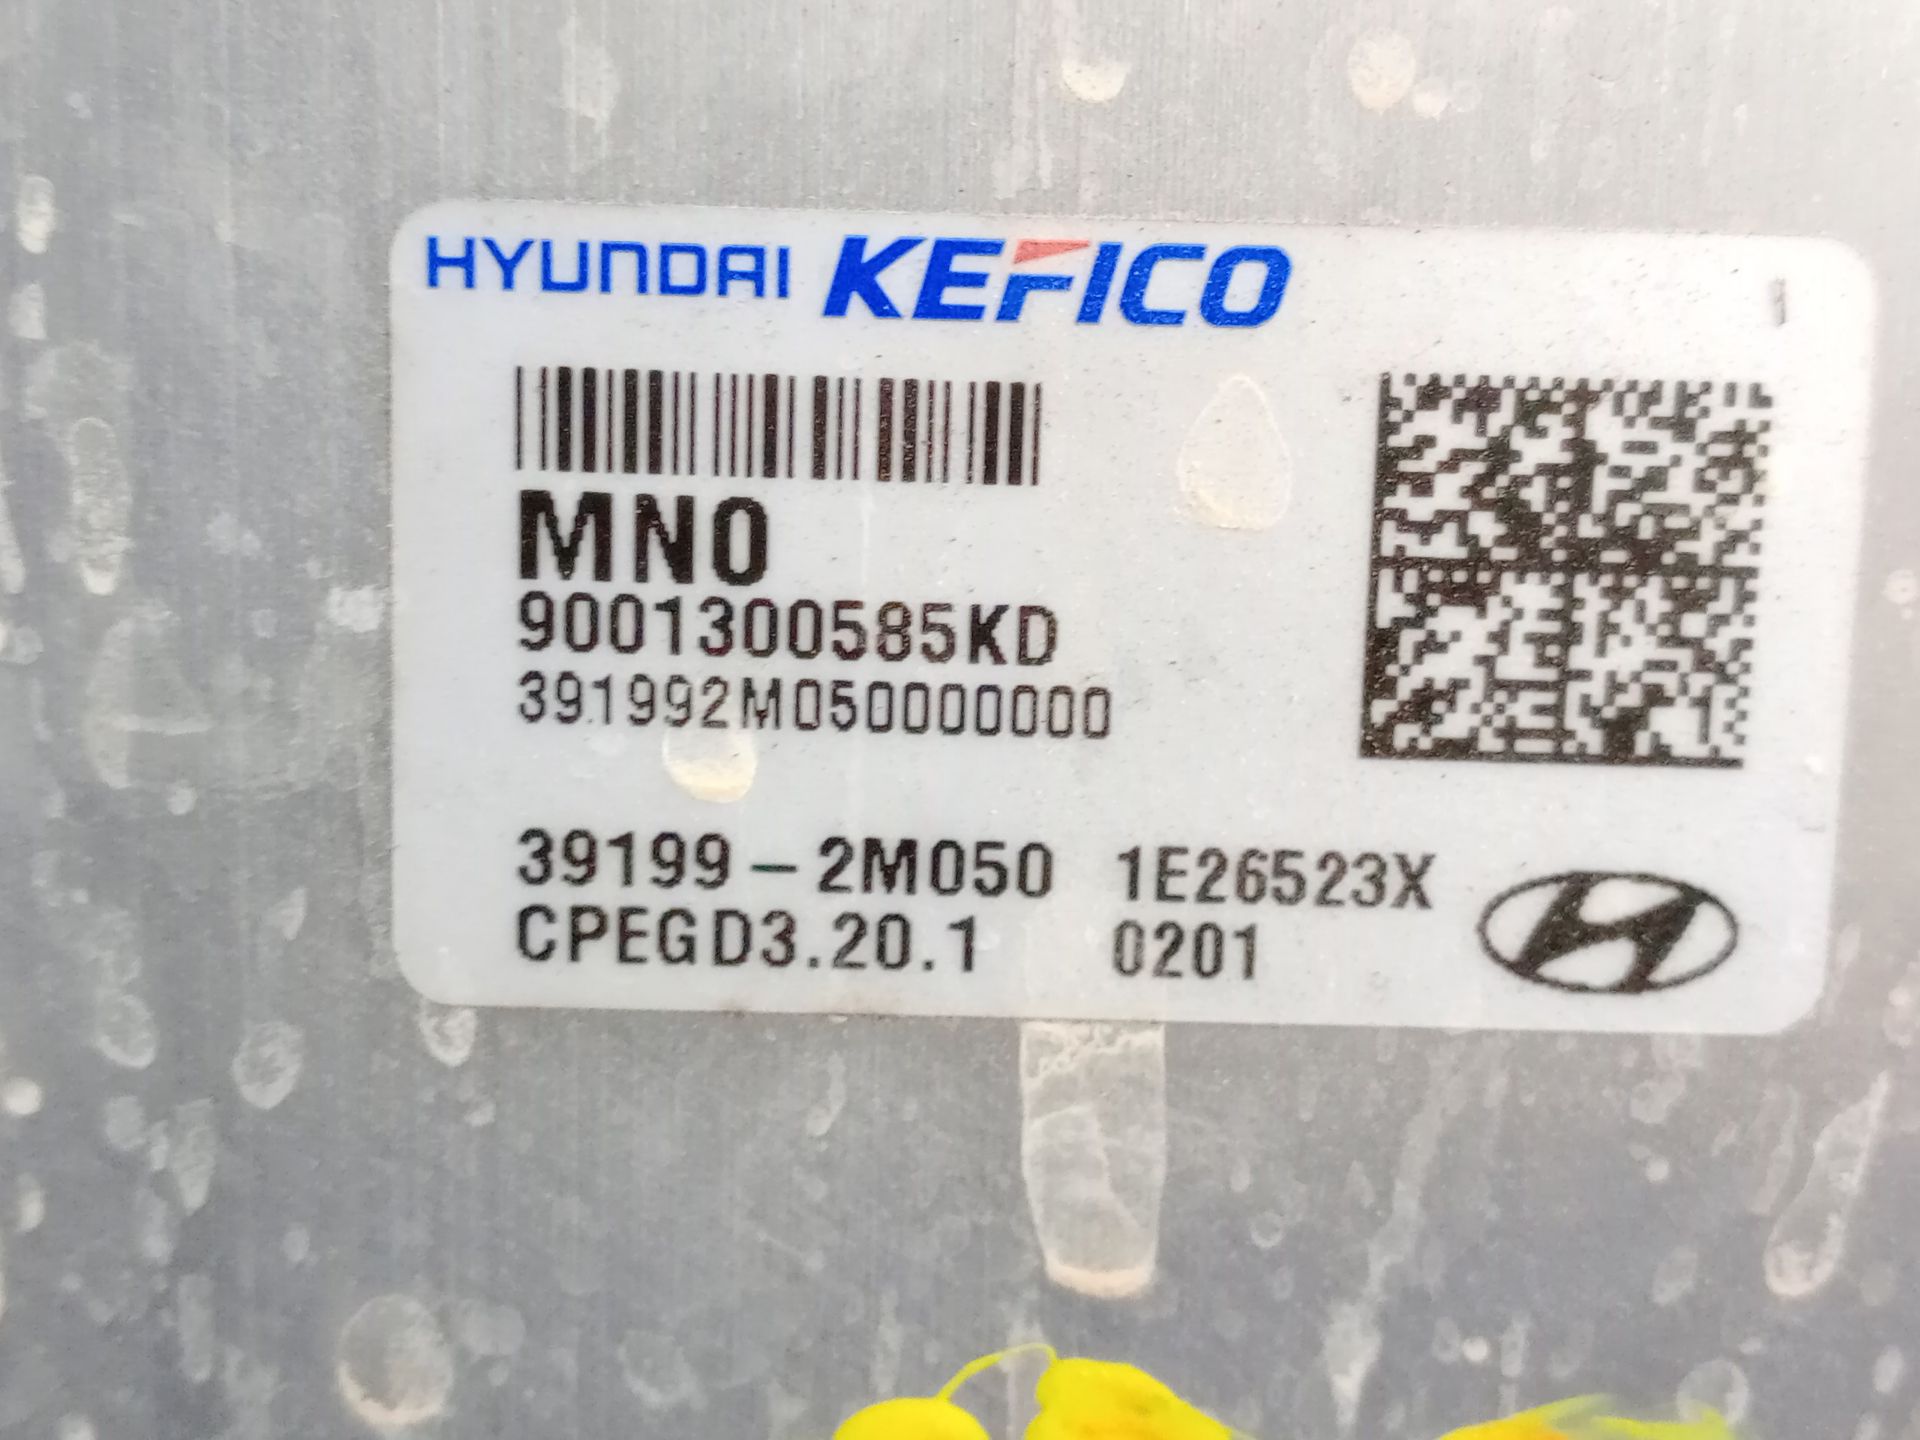 HYUNDAI KEFICO
MN0
9001300585KD
391992M050000000
39199-2M050 1E26523X
CPEGD3.20.1 0201